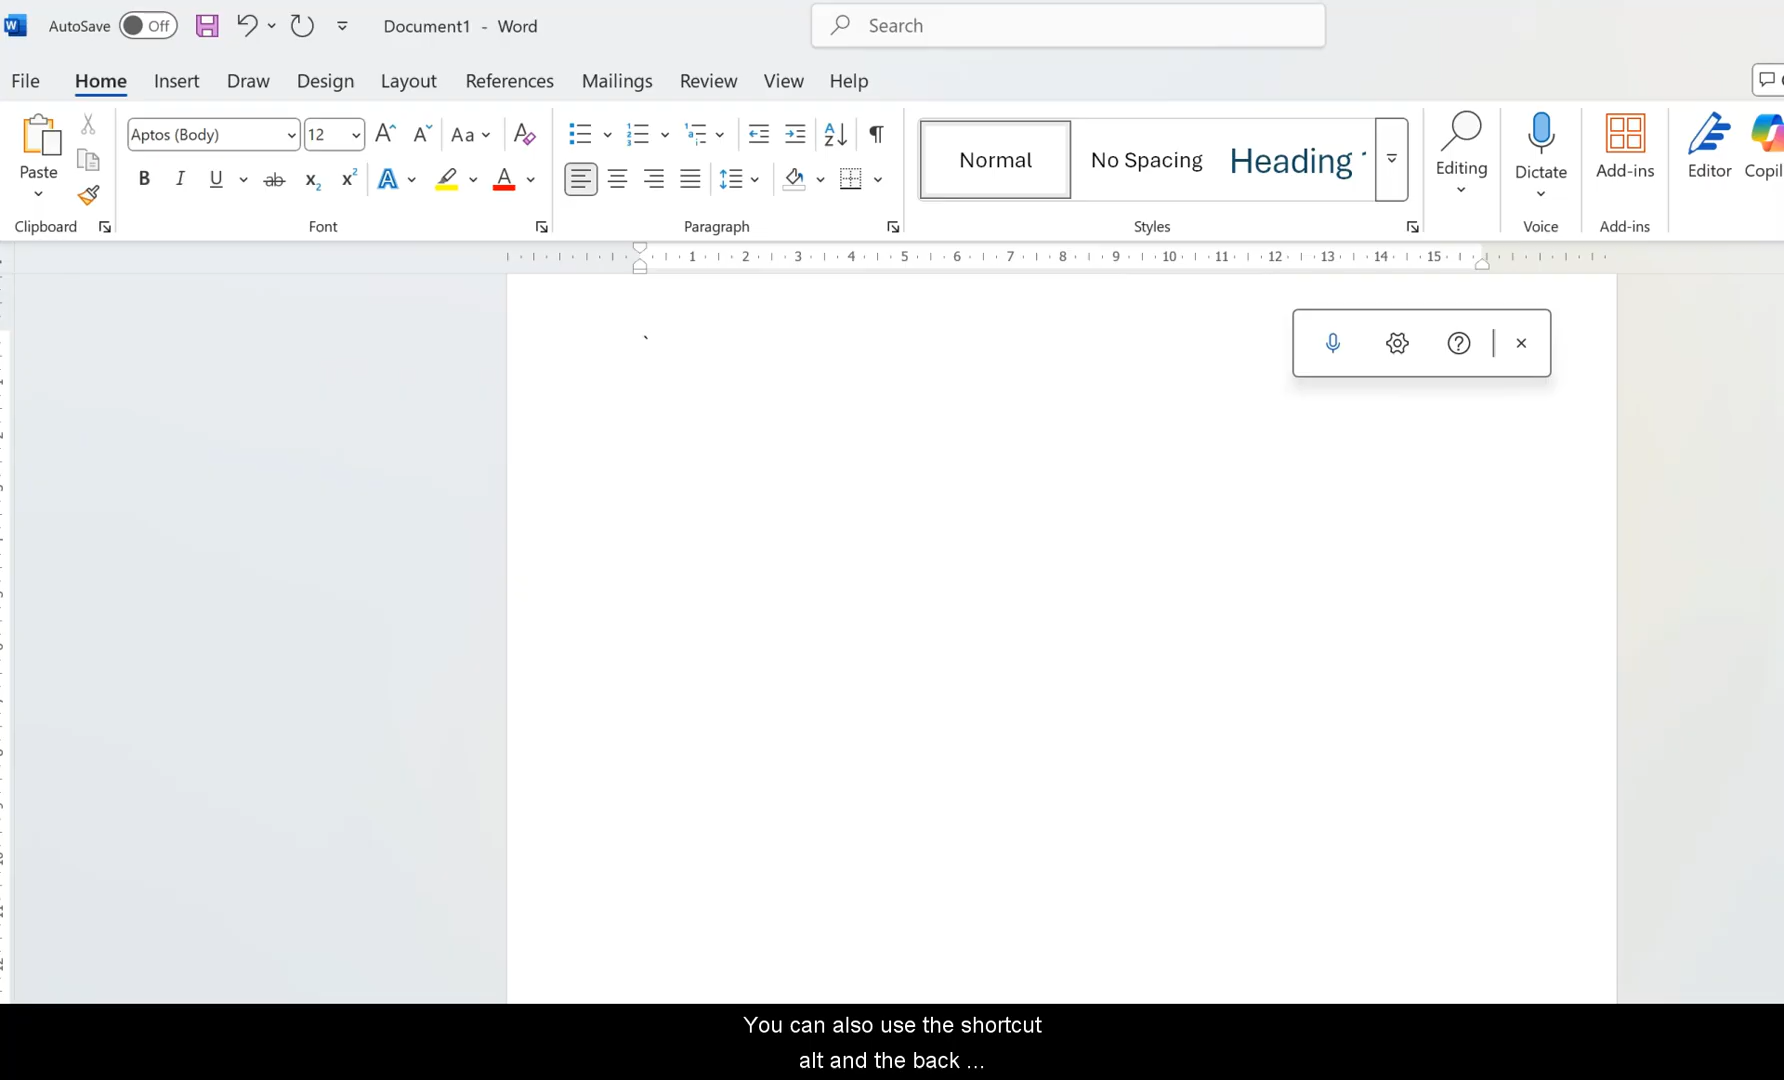 AutoSave Off Document1 - Word Search
File Home Insert Draw Design Layout References Mailings Review View Help
Aptos (Body) 12 Aa
Paste Normal No Spacing Heading Editing Dictate Add-ins Editor
Clipboard Font Paragraph Styles Voice Add-ins
1 2 3 4 5 6 7 8 9 10 11 12 13 14 15
`
You can also use the shortcut
alt and the back ...